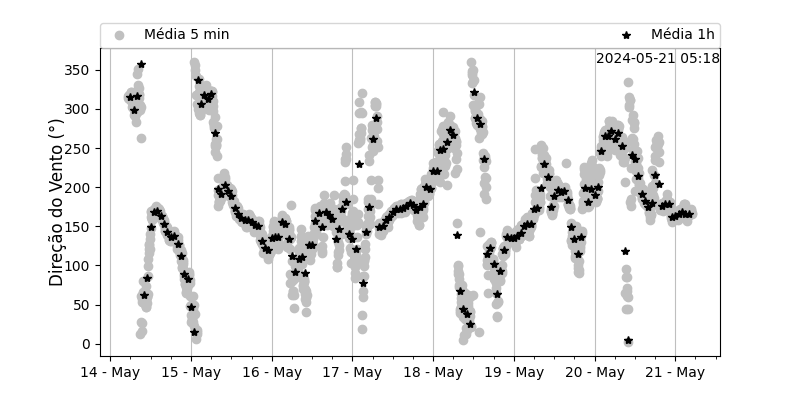 Média 5 min
Média 1h
2024-05-21 05:18
Direção do Vento (°)
350
300
250
200
150
100
50
0
14 - May 15 - May 16 - May 17 - May 18 - May 19 - May 20 - May 21 - May